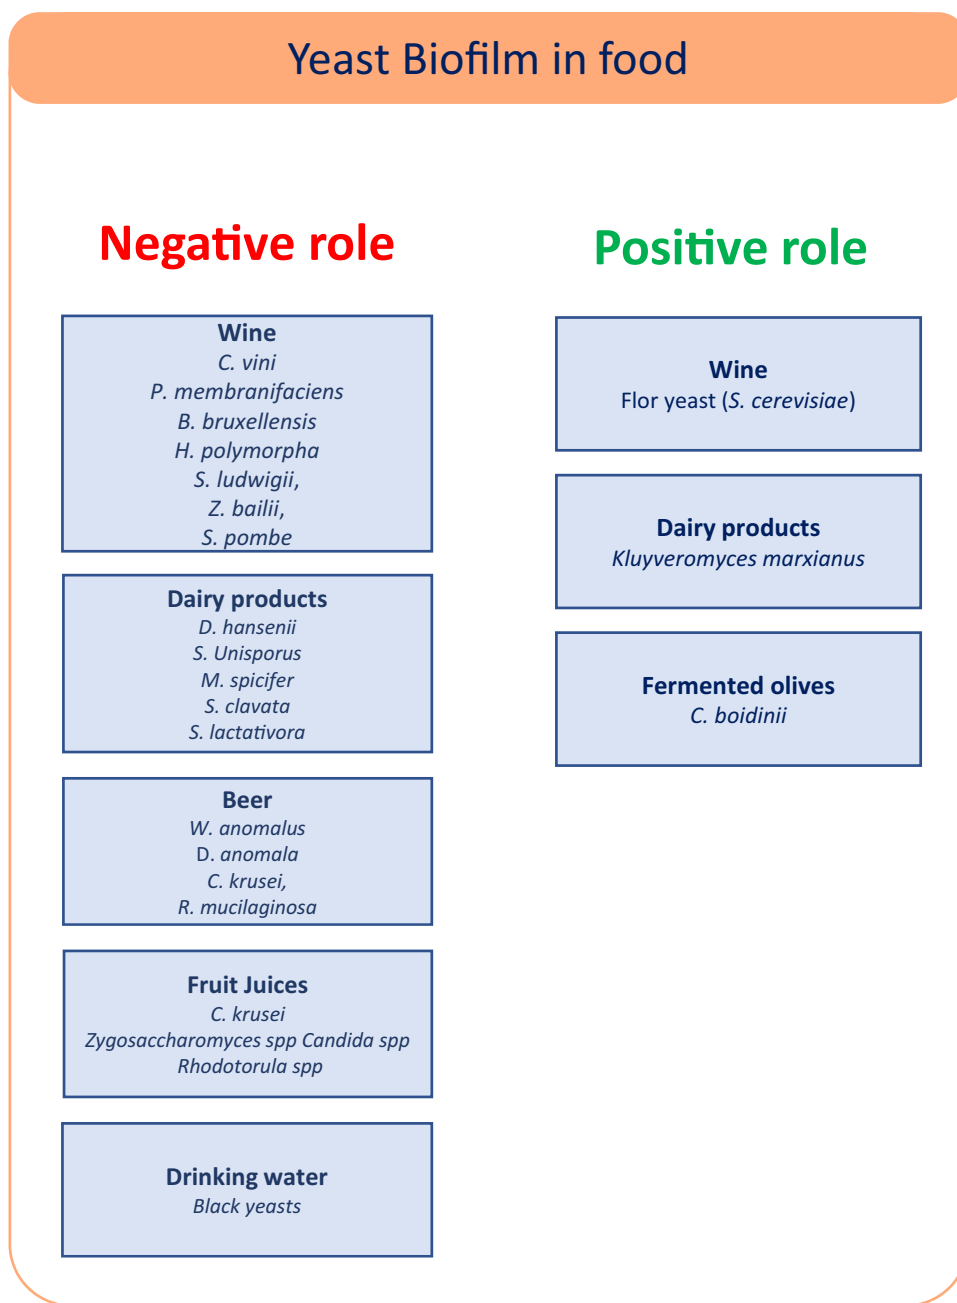 Yeast Biofilm in food
Negative role
Wine
C. vini
P. membranifaciens
B. bruxellensis
H. polymorpha
S. ludwigii,
Z. bailii,
S. pombe
Dairy products
D. hansenii
S. Unisporus
M. spicifer
S. clavata
S. lactativora
Beer
W. anomalus
D. anomala
C. krusei,
R. mucilaginosa
Fruit Juices
C. krusei
Zygosaccharomyces spp Candida spp
Rhodotorula spp
Drinking water
Black yeasts
Positive role
Wine
Flor yeast (S. cerevisiae)
Dairy products
Kluyveromyces marxianus
Fermented olives
C. boidinii